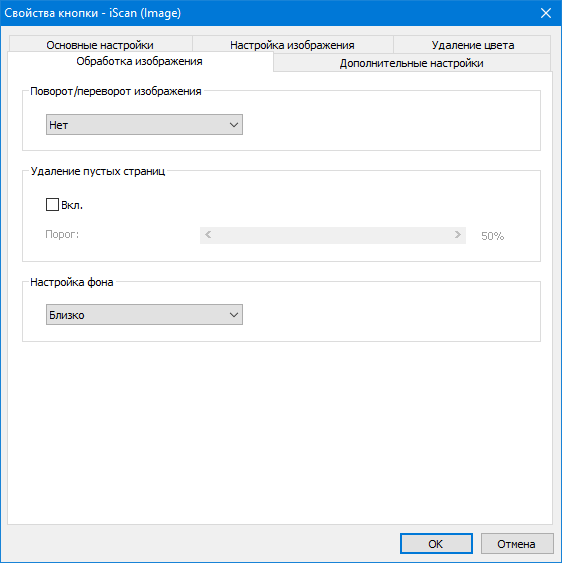 Свойства кнопки - iScan (Image)
Основные настройки
Настройка изображения
Удаление цвета
Обработка изображения
Дополнительные настройки
Поворот/переворот изображения
Нет
Удаление пустых страниц
Вкл.
Порог:
50%
Настройка фона
Близко
OK
Отмена